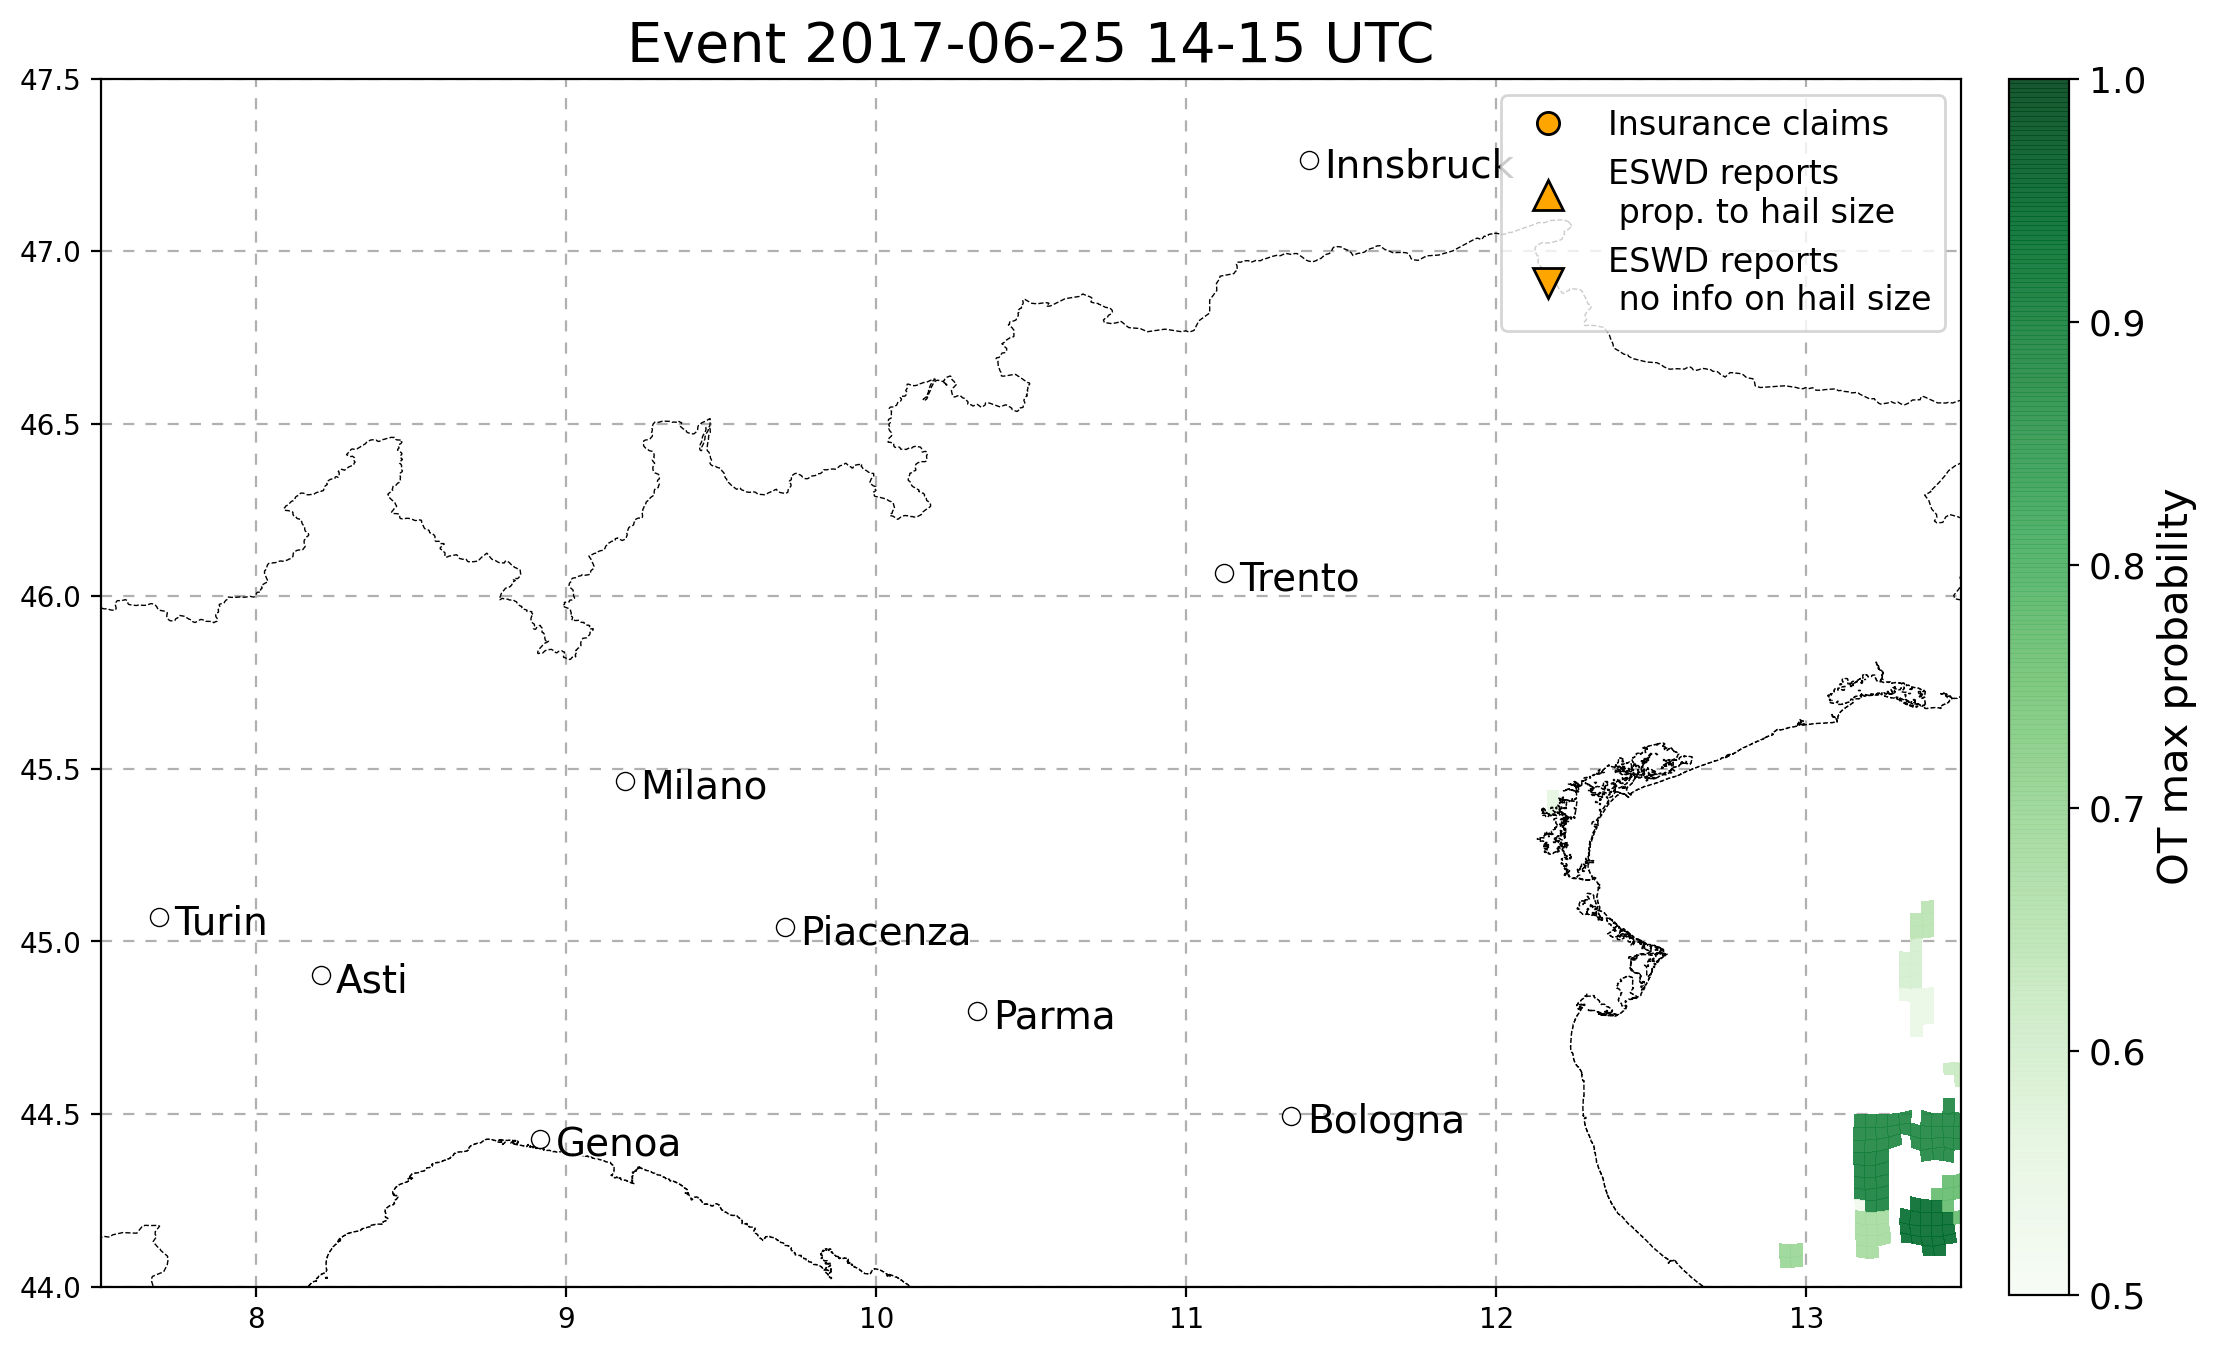 Event 2017-06-25 14-15 UTC
47.5
47.0
46.5
46.0
45.5
45.0
44.5
44.0
8
9
10
11
12
13
Insurance claims
ESWD reports
prop. to hail size
ESWD reports
no info on hail size
Innsbruck
Trento
Milano
Turin
Piacenza
Asti
Parma
Bologna
Genoa
1.0
0.9
0.8
0.7
0.6
0.5
OT max probability